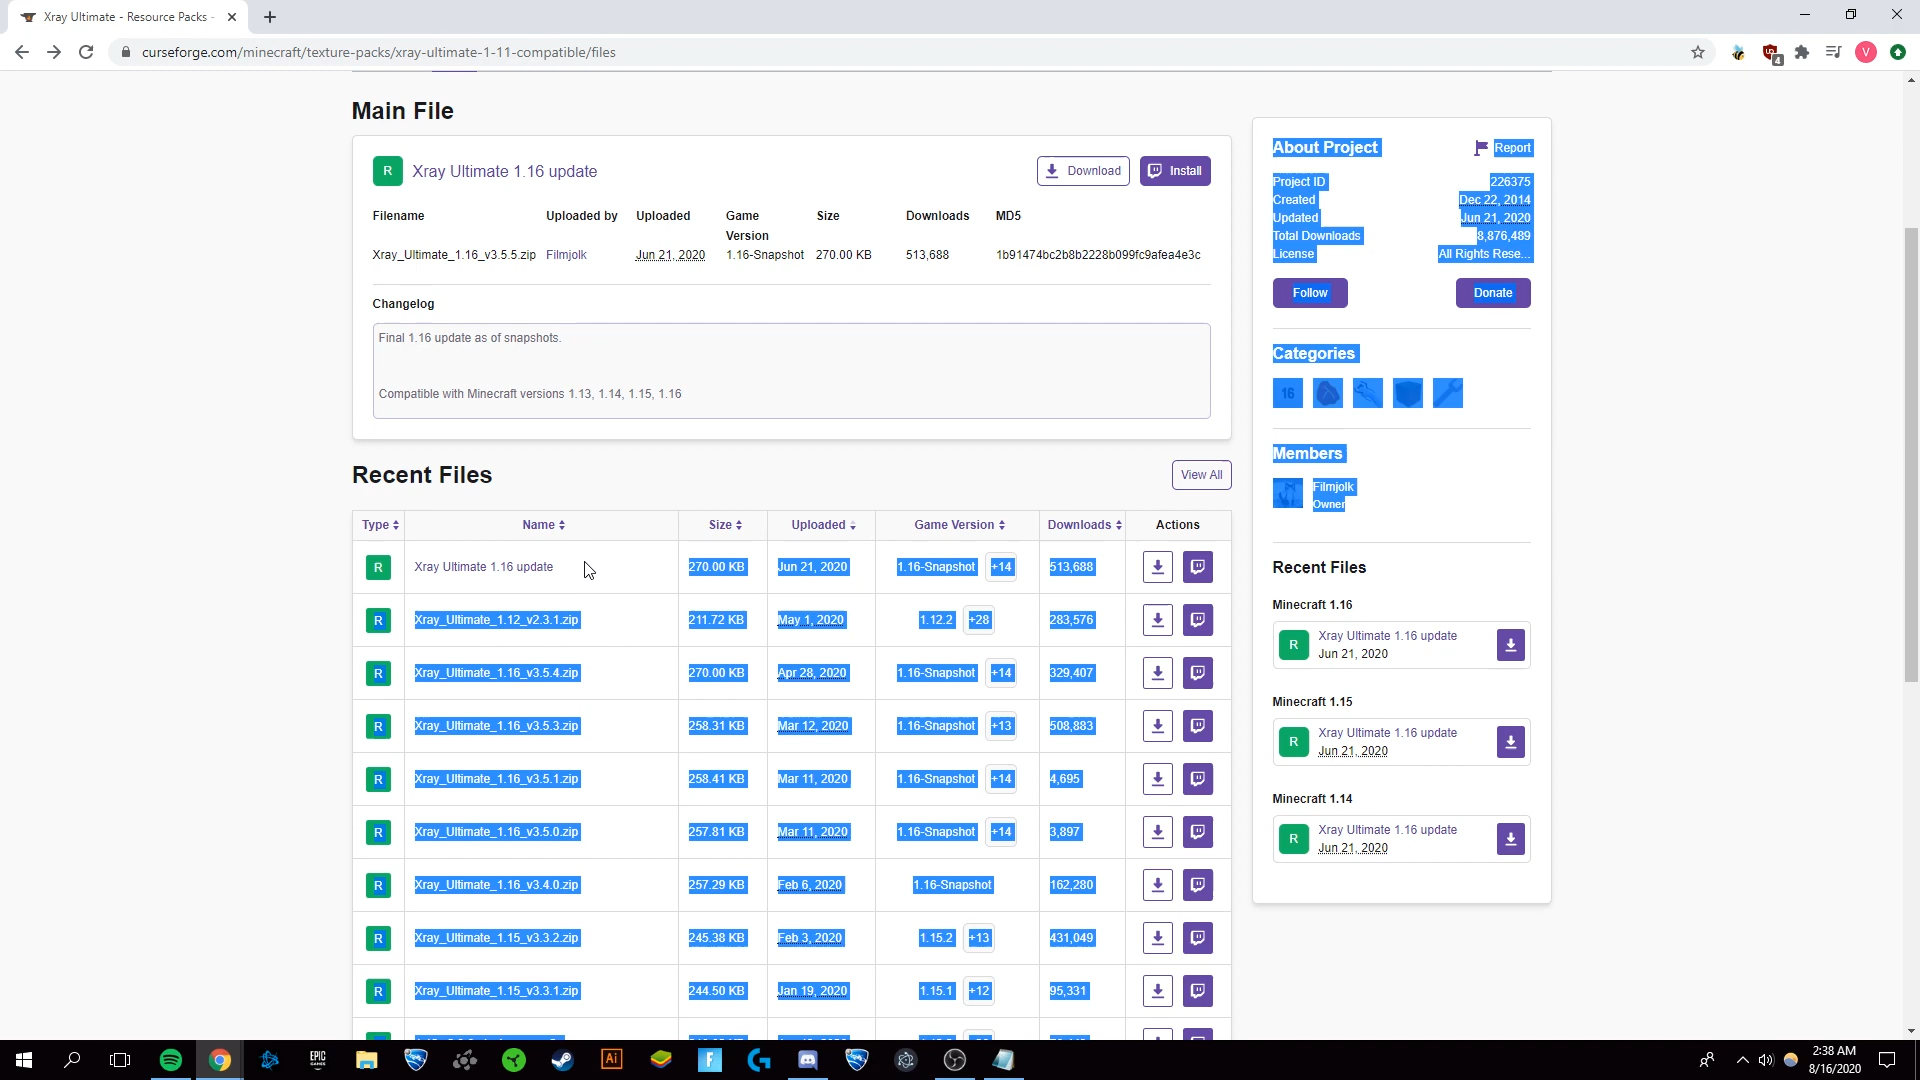 Xray Ultimate - Resource Packs -
curseforge.com/minecraft/texture-packs/xray-ultimate-1-11-compatible/files
4
V
Main File
R Xray Ultimate 1.16 update Download Install
Filename Uploaded by Uploaded Game Version Size Downloads MD5
Xray_Ultimate_1.16_v3.5.5.zip Filmjolk Jun 21, 2020 1.16-Snapshot 270.00 KB 513,688 1b91474bc2b8b2228b099fc9afea4e3c
Changelog
Final 1.16 update as of snapshots.
Compatible with Minecraft versions 1.13, 1.14, 1.15, 1.16
Recent Files View All
Type Name Size Uploaded Game Version Downloads Actions
R Xray Ultimate 1.16 update 270.00 KB Jun 21, 2020 1.16-Snapshot +14 513,688
R Xray_Ultimate_1.12_v2.3.1.zip 211.72 KB May 1, 2020 1.12.2 +28 283,576
R Xray_Ultimate_1.16_v3.5.4.zip 270.00 KB Apr 28, 2020 1.16-Snapshot +14 329,407
R Xray_Ultimate_1.16_v3.5.3.zip 258.31 KB Mar 12, 2020 1.16-Snapshot +13 508,883
R Xray_Ultimate_1.16_v3.5.1.zip 258.41 KB Mar 11, 2020 1.16-Snapshot +14 4,695
R Xray_Ultimate_1.16_v3.5.0.zip 257.81 KB Mar 11, 2020 1.16-Snapshot +14 3,897
R Xray_Ultimate_1.16_v3.4.0.zip 257.29 KB Feb 6, 2020 1.16-Snapshot 162,280
R Xray_Ultimate_1.15_v3.3.2.zip 245.38 KB Feb 3, 2020 1.15.2 +13 431,049
R Xray_Ultimate_1.15_v3.3.1.zip 244.50 KB Jan 19, 2020 1.15.1 +12 95,331
About Project Report
Project ID 226375
Created Dec 22, 2014
Updated Jun 21, 2020
Total Downloads 8,876,489
License All Rights Rese...
Follow Donate
Categories
16
Members
Filmjolk
Owner
Recent Files
Minecraft 1.16
R Xray Ultimate 1.16 update
Jun 21, 2020
Minecraft 1.15
R Xray Ultimate 1.16 update
Jun 21, 2020
Minecraft 1.14
R Xray Ultimate 1.16 update
Jun 21, 2020
EPIC GAMES
Ai
F
2:38 AM
8/16/2020